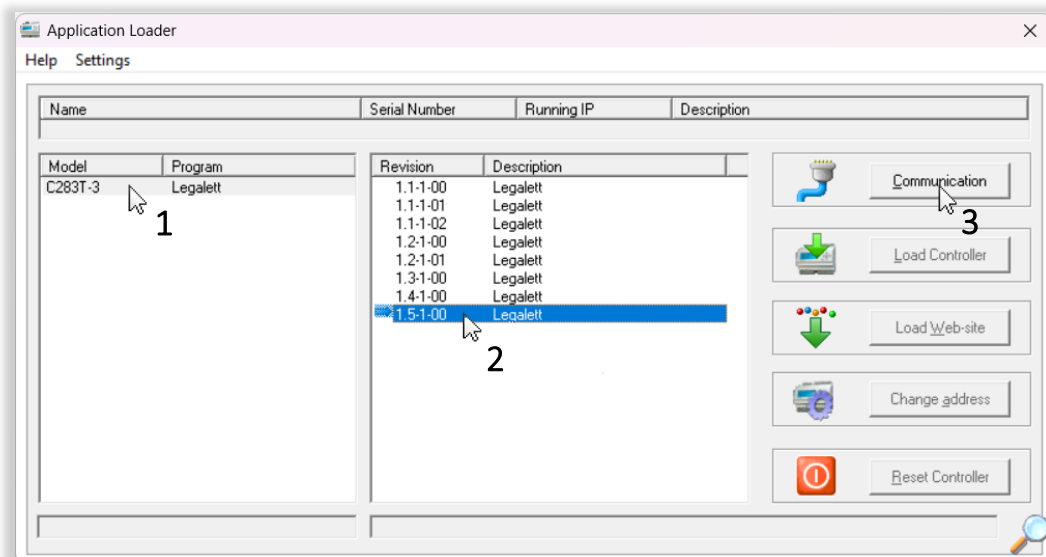 Application Loader
Help Settings
Name Serial Number Running IP Description
Model Program
C283T-3 Legalett
1
Revision Description
1.1-1-00 Legalett
1.1-1-01 Legalett
1.1-1-02 Legalett
1.2-1-00 Legalett
1.2-1-01 Legalett
1.3-1-00 Legalett
1.4-1-00 Legalett
1.5-1-00 Legalett
2
Communication
3
Load Controller
Load Web-site
Change address
Reset Controller